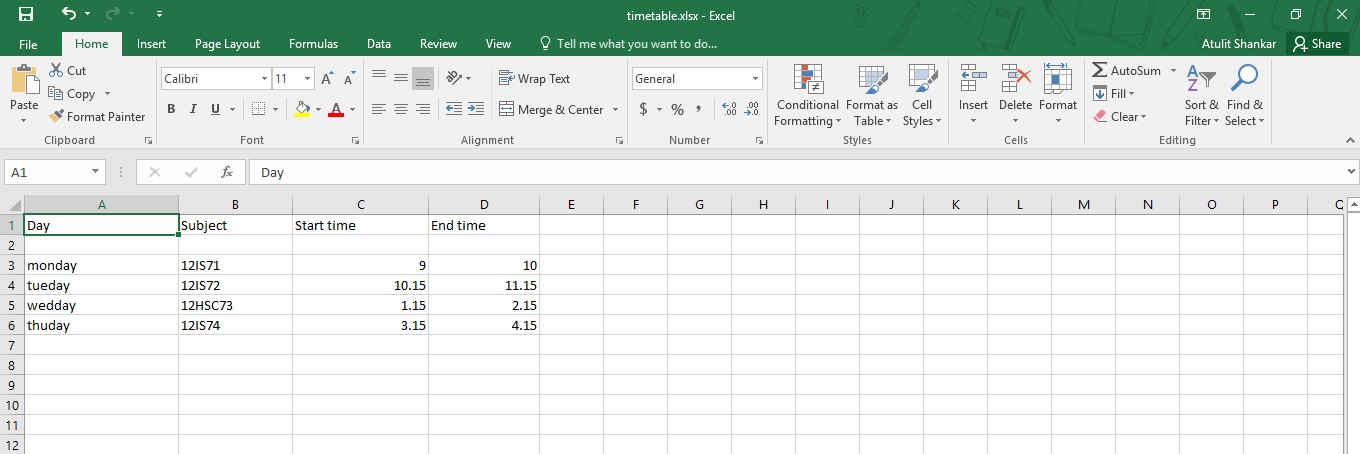 timetable.xlsx - Excel
File Home Insert Page Layout Formulas Data Review View Tell me what you want to do... Atulit Shankar Share
Paste
Cut
Copy
Format Painter
Clipboard
Calibri 11 A A
B I U A
Font
Wrap Text
Merge & Center
Alignment
General
$ % ,
Number
Conditional Formatting
Format as Table
Cell Styles
Styles
Insert Delete Format
Cells
AutoSum
Fill
Clear
Sort & Filter
Find & Select
Editing
A1 fx Day
A B C D E F G H I J K L M N O P Q
1 Day Subject Start time End time
2
3 monday 12IS71 9 10
4 tueday 12IS72 10.15 11.15
5 wedday 12HSC73 1.15 2.15
6 thuday 12IS74 3.15 4.15
7
8
9
10
11
12